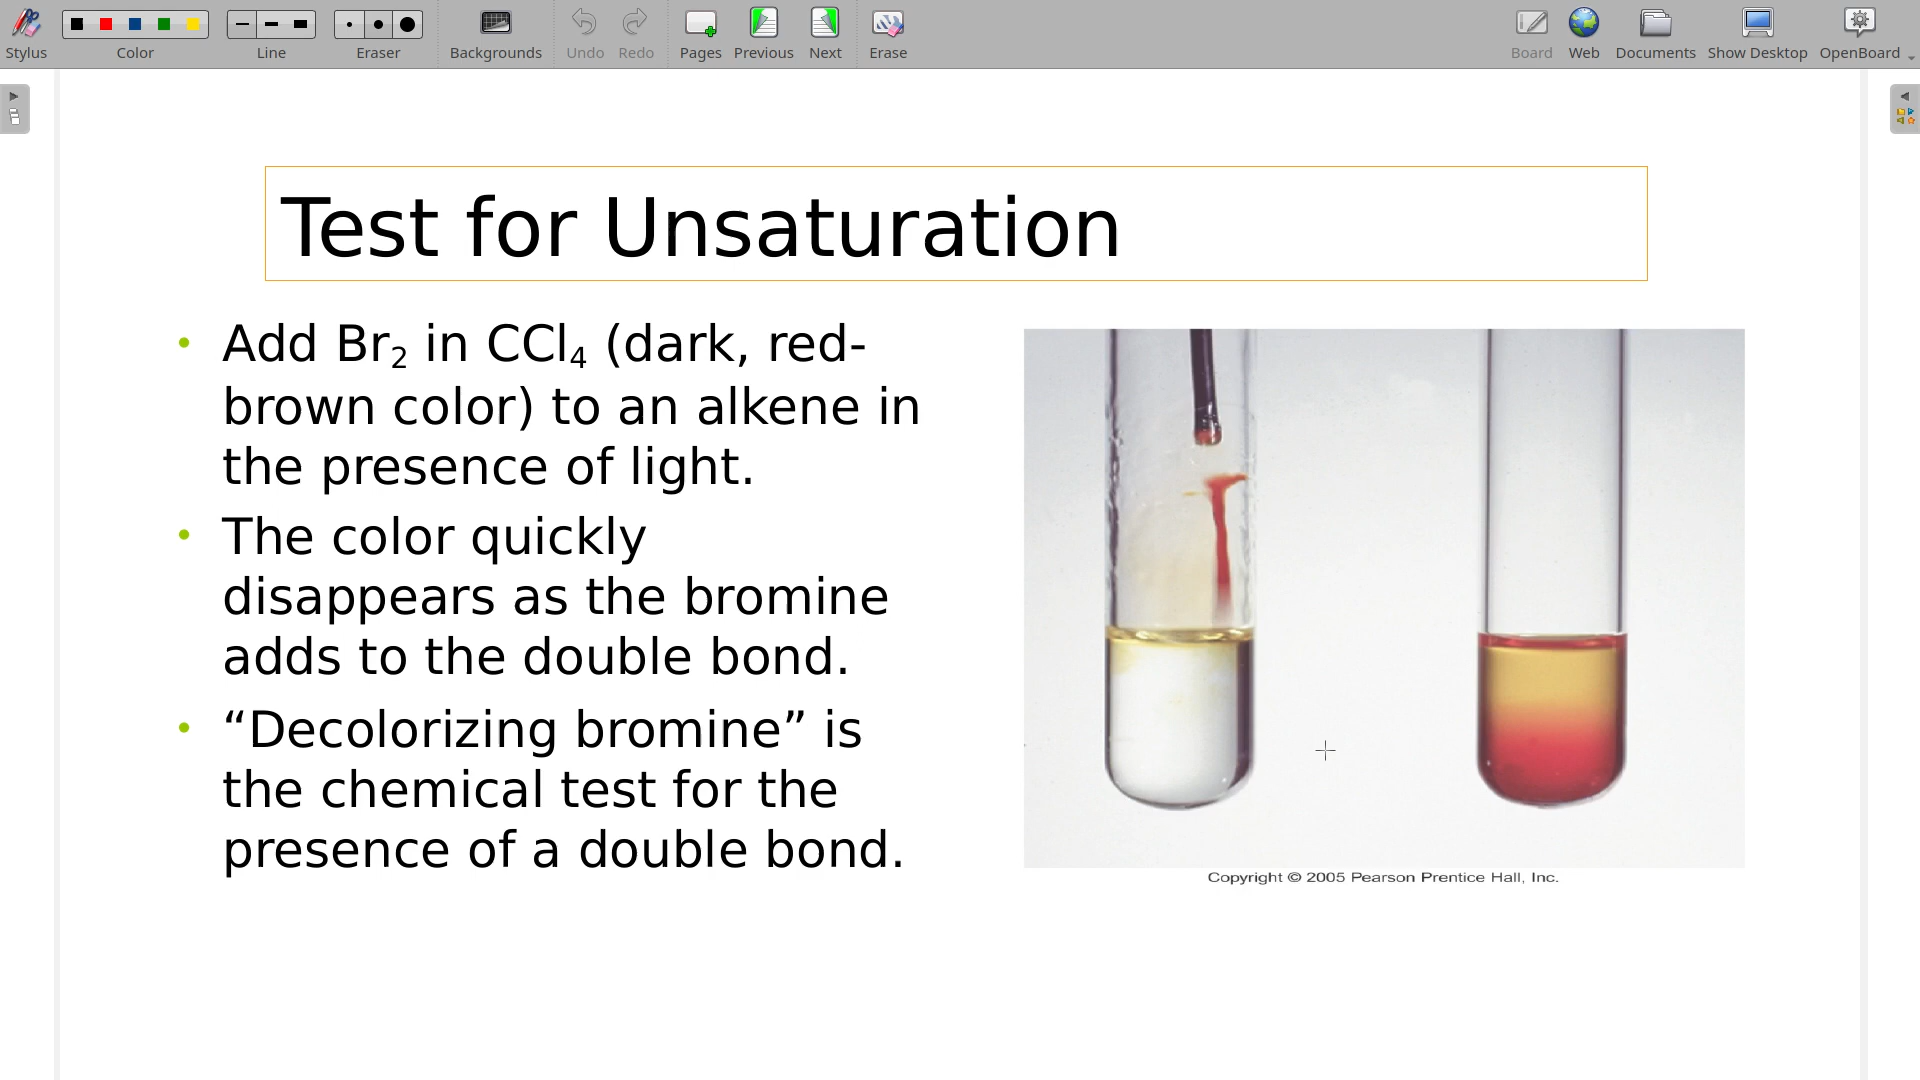 Stylus Color Line Eraser Backgrounds Undo Redo Pages Previous Next Erase Board Web Documents Show Desktop OpenBoard
Test for Unsaturation
• Add Br₂ in CCl₄ (dark, red-
brown color) to an alkene in
the presence of light.
• The color quickly
disappears as the bromine
adds to the double bond.
• “Decolorizing bromine” is
the chemical test for the
presence of a double bond.
Copyright © 2005 Pearson Prentice Hall, Inc.